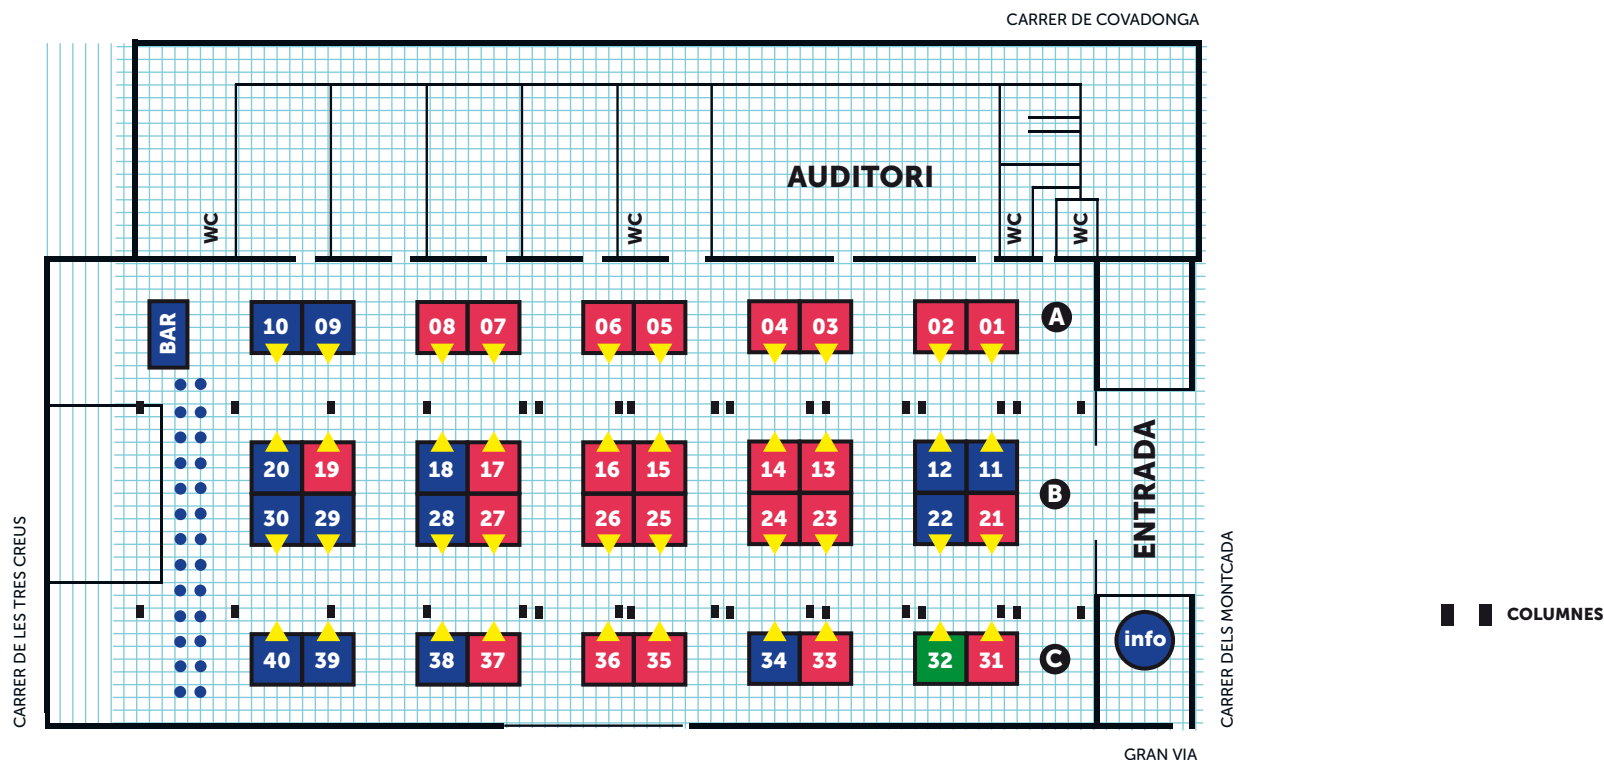 CARRER DE COVADONGA
AUDITORI
WC
WC
WC
WC
BAR
10 09 08 07 06 05 04 03 02 01
A
20 19 18 17 16 15 14 13 12 11
B
30 29 28 27 26 25 24 23 22 21
ENTRADA
40 39 38 37 36 35 34 33 32 31
C
info
CARRER DE LES TRES CREUS
CARRER DELS MONTCADA
COLUMNES
GRAN VIA